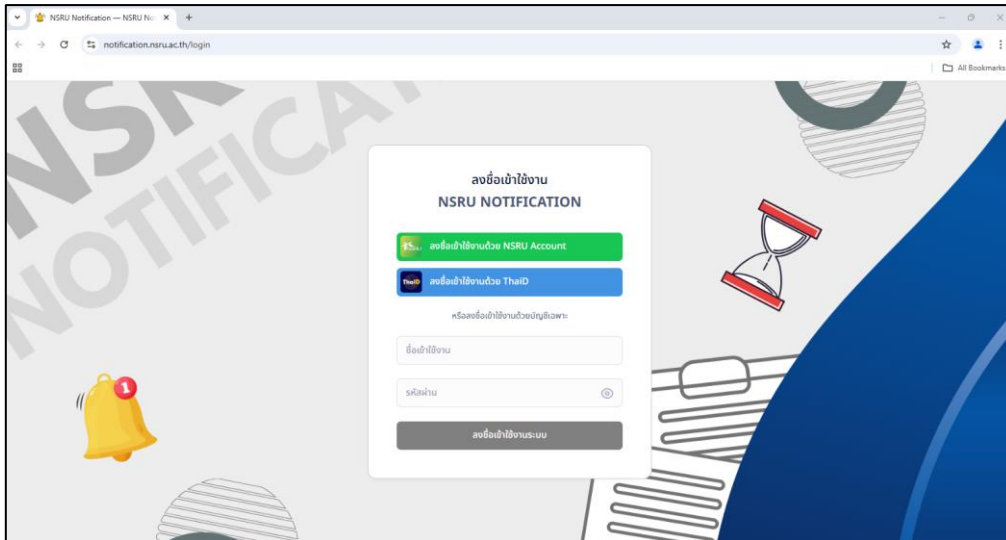 NSRU Notification — NSRU No
notification.nsru.ac.th/login
All Bookmarks
NSR
NOTIFICAT
ลงชื่อเข้าใช้งาน
NSRU NOTIFICATION
ลงชื่อเข้าใช้งานด้วย NSRU Account
ThaiD ลงชื่อเข้าใช้งานด้วย ThaiD
หรือลงชื่อเข้าใช้งานด้วยบัญชีเฉพาะ
ชื่อเข้าใช้งาน
รหัสผ่าน
ลงชื่อเข้าใช้งานระบบ
1